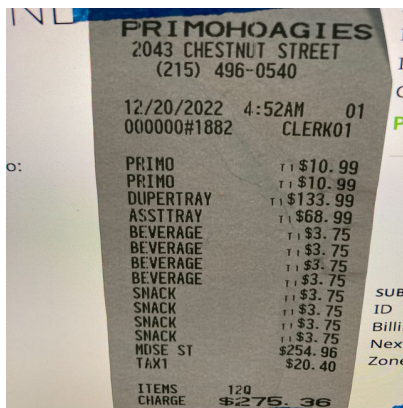 PRIMOHOAGIES
2043 CHESTNUT STREET
(215) 496-0540
12/20/2022 4:52AM 01
000000#1882 CLERK01
PRIMO T1 $10.99
PRIMO T1 $10.99
DUPERTRAY T1 $133.99
ASSTTRAY T1 $68.99
BEVERAGE T1 $3.75
BEVERAGE T1 $3.75
BEVERAGE T1 $3.75
BEVERAGE T1 $3.75
SNACK T1 $3.75
SNACK T1 $3.75
SNACK T1 $3.75
SNACK T1 $3.75
MDSE ST $254.96
TAX1 $20.40
ITEMS 12Q
CHARGE $275.36
o:
SUB
ID
Billi
Nex
Zone